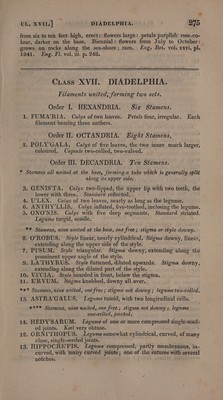 CL. XVII.] DIADELPHIA. 275
from six to ten feet high, erect: flowers large: petals purplish rose-co-
lour, darker on the base. Biennial: flowers from July to October:
grows on rocks along the sea-shore; rare. Eng. Bot. vol. xxvi. pl.
1841. Eng. Fl. vol. iii. p. 246.
CLASS XVII. DIADELPHIA.
Filaments united, forming two sets.
Order I. HEXANDRIA. Six Stamens.
1. FUMARIA. Calyx of two leaves. Petals four, irregular. Each
filament bearing three anthers.
Order II. OCTANDRIA. Eight Stamens,
2. POLYGALA. Calyx of five leaves, the two inner much larger,
coloured. Capsule two-celled, two-valved.
Order III. DECANDRIA. Ten Stamens.
* Stamens all united at the base, forming a tube which is generally split
along its upper side.
3. GENISTA. Calyx two-lipped, the upper lip with two teeth, the
lower with three. Standard reflected.
4. ULEX. Calyx of two leaves, nearly as long as the legume.
5. ANTHYLLIS. Calyx inflated, five-toothed, inclosing the legume.
6. ONONIS. Calyx with five deep segments, Standard striated.
Legume turgid, sessile.
** Stamens, nine united at the base, one free; stigma or style downy.
6. OROBUS. Style linear, nearly cylindrical. Stigma downy, linear,
extending along the upper side of the style.
7. PISUM. Style triangular. Stigma downy, extending along the
prominent upper angle of the style.
9. LATHYRUS. Style flattened, dilated upwards. Stigma downy,
extending along the dilated part of the style.
10. VICIA. Style bearded in front, below the stigma.
11. ERVUM. Stigma knobbed, downy all over.
*** Stamens, nine united, one free; stigma not downy; legume two-celled.
13. ASTRAGALUS. Legume tumid, with two longitudinal cells.
**** Stamens, nine united, one free; stigma not downy; legume
one-celled, jointed.
14. HEDYSARUM. Legume of one or more compressed single-seed-
ed joints. Keel very obtuse.
12. ORNITHOPUS. Legume somewhat cylindrical, curved, of many
close, single-seeded joints.
13. HIPPOCREPIS. Legume compressed, partly membranous, in-
curved, with many curved joints; one of the sutures with several
notches.